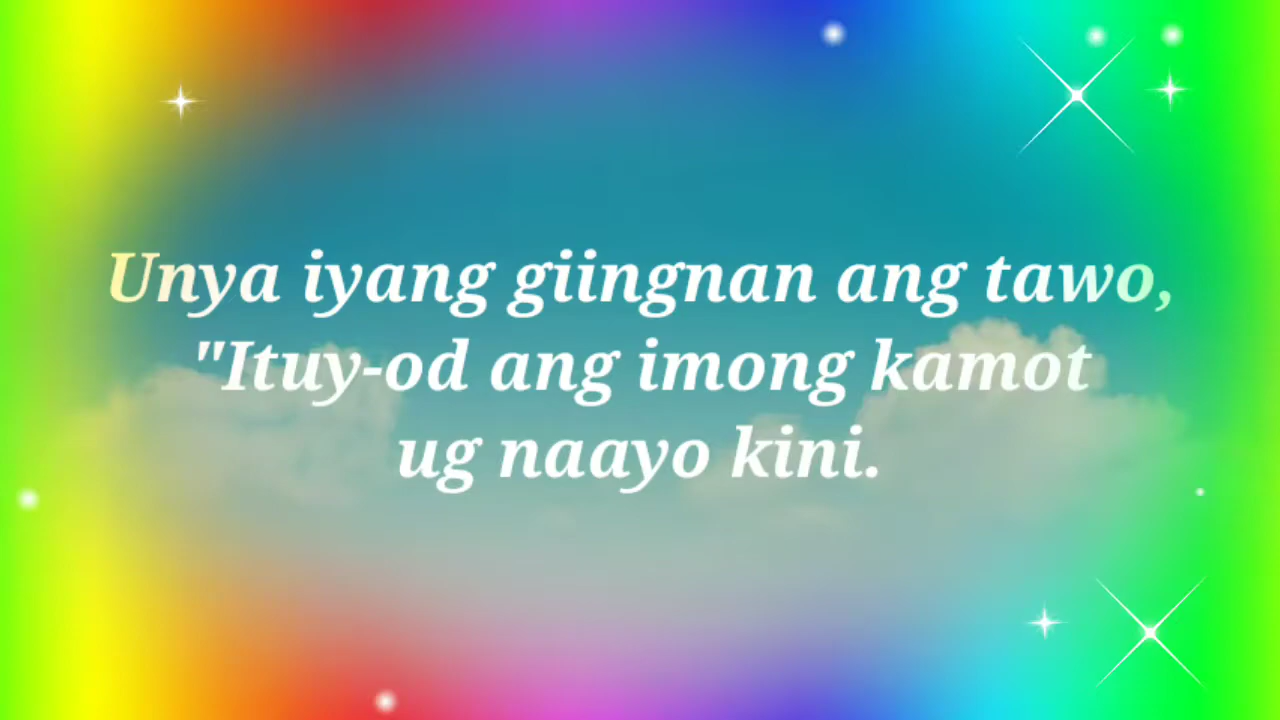 Unya iyang giingnan ang tawo,
"Ituy-od ang imong kamot
ug naayo kini.